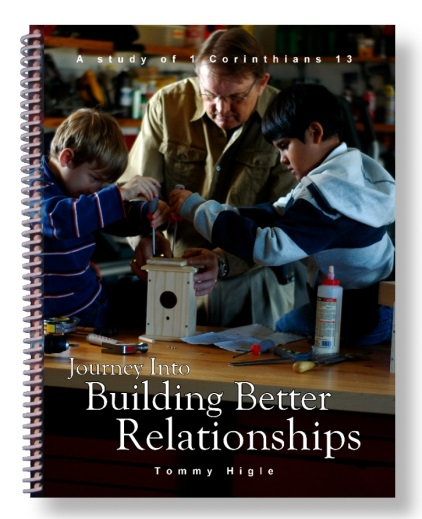 A study of 1 Corinthians 13
Journey Into
Building Better
Relationships
Tommy Higle